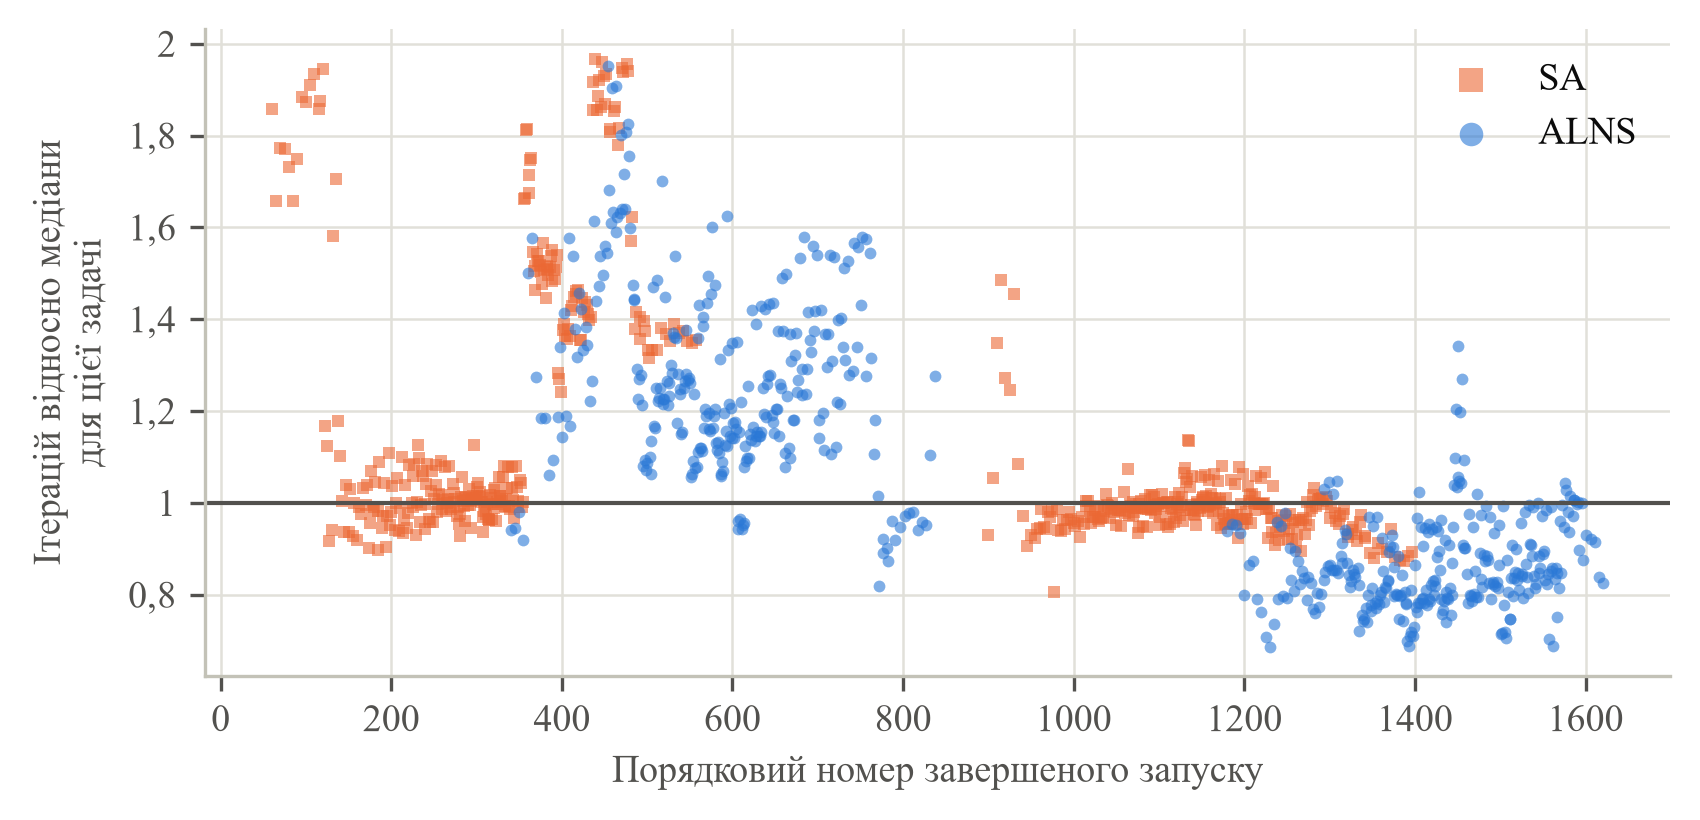 Ітерацій відносно медіани
для цієї задачі
2
1,8
1,6
1,4
1,2
1
0,8
SA
ALNS
0 200 400 600 800 1000 1200 1400 1600
Порядковий номер завершеного запуску